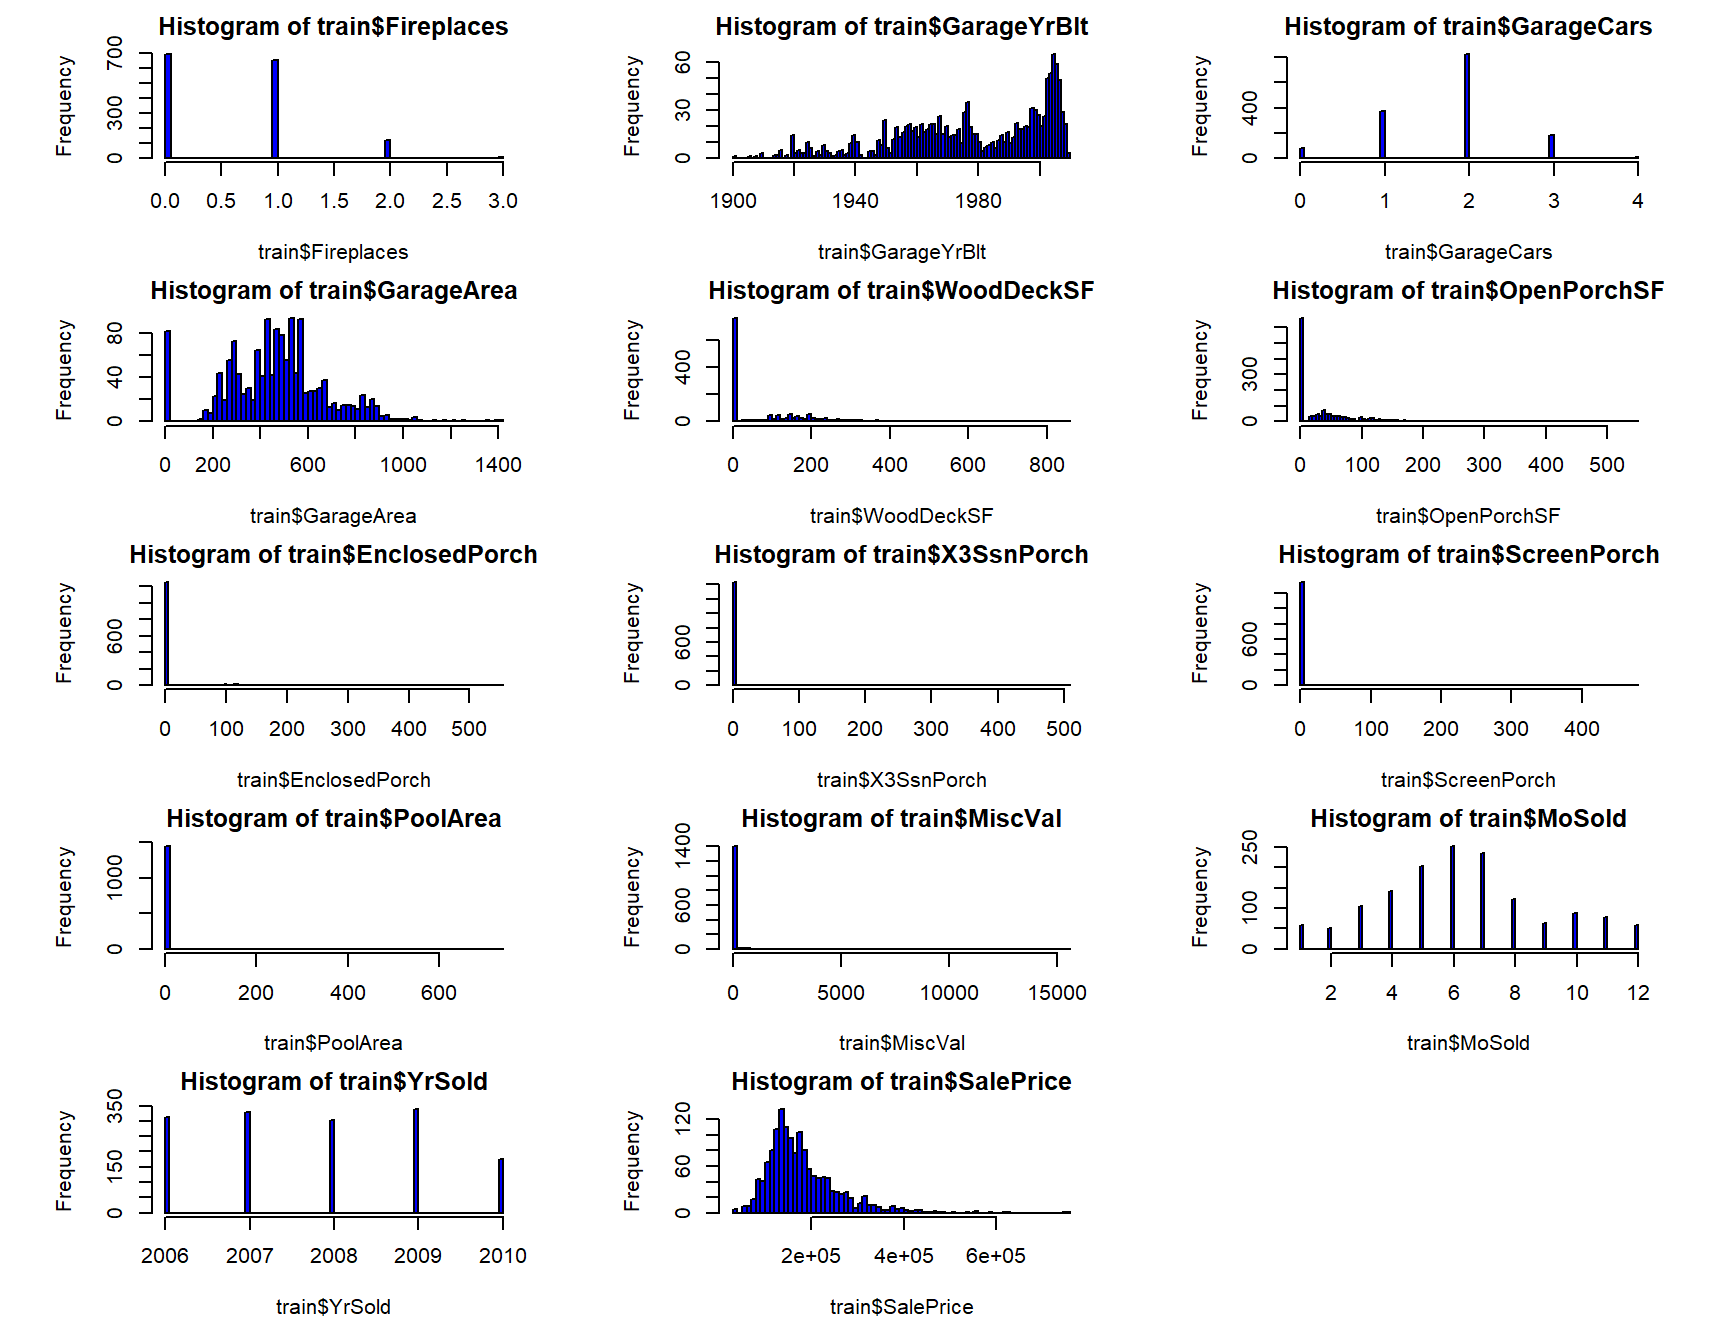 Histogram of train$Fireplaces
Frequency
0 300 700
0.0 0.5 1.0 1.5 2.0 2.5 3.0
train$Fireplaces
Histogram of train$GarageYrBlt
Frequency
0 30 60
1900 1940 1980
train$GarageYrBlt
Histogram of train$GarageCars
Frequency
0 400
0 1 2 3 4
train$GarageCars
Histogram of train$GarageArea
Frequency
0 40 80
0 200 600 1000 1400
train$GarageArea
Histogram of train$WoodDeckSF
Frequency
0 400
0 200 400 600 800
train$WoodDeckSF
Histogram of train$OpenPorchSF
Frequency
0 300
0 100 200 300 400 500
train$OpenPorchSF
Histogram of train$EnclosedPorch
Frequency
0 600
0 100 200 300 400 500
train$EnclosedPorch
Histogram of train$X3SsnPorch
Frequency
0 600
0 100 200 300 400 500
train$X3SsnPorch
Histogram of train$ScreenPorch
Frequency
0 600
0 100 200 300 400
train$ScreenPorch
Histogram of train$PoolArea
Frequency
0 1000
0 200 400 600
train$PoolArea
Histogram of train$MiscVal
Frequency
0 600 1400
0 5000 10000 15000
train$MiscVal
Histogram of train$MoSold
Frequency
0 100 250
2 4 6 8 10 12
train$MoSold
Histogram of train$YrSold
Frequency
0 150 350
2006 2007 2008 2009 2010
train$YrSold
Histogram of train$SalePrice
Frequency
0 60 120
2e+05 4e+05 6e+05
train$SalePrice